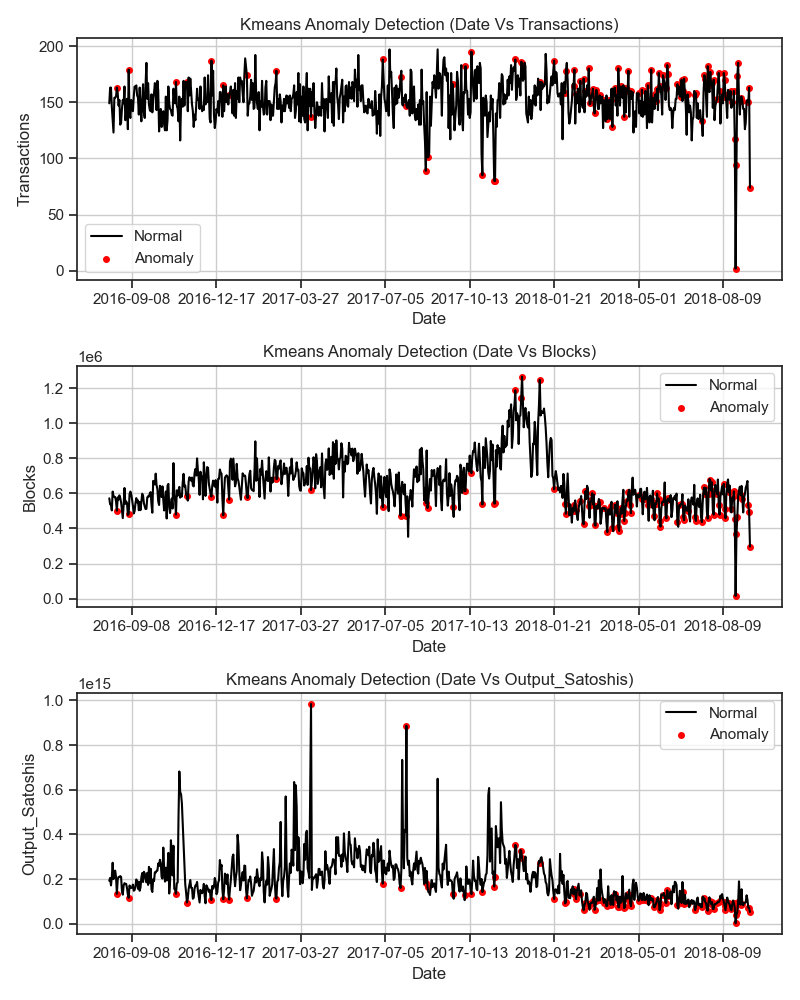 Kmeans Anomaly Detection (Date Vs Transactions)
200
150
100
50
0
Transactions
Normal
Anomaly
2016-09-08 2016-12-17 2017-03-27 2017-07-05 2017-10-13 2018-01-21 2018-05-01 2018-08-09
Date
Kmeans Anomaly Detection (Date Vs Blocks)
1e6
1.2
1.0
0.8
0.6
0.4
0.2
0.0
Blocks
Normal
Anomaly
2016-09-08 2016-12-17 2017-03-27 2017-07-05 2017-10-13 2018-01-21 2018-05-01 2018-08-09
Date
Kmeans Anomaly Detection (Date Vs Output_Satoshis)
1e15
1.0
0.8
0.6
0.4
0.2
0.0
Output_Satoshis
Normal
Anomaly
2016-09-08 2016-12-17 2017-03-27 2017-07-05 2017-10-13 2018-01-21 2018-05-01 2018-08-09
Date